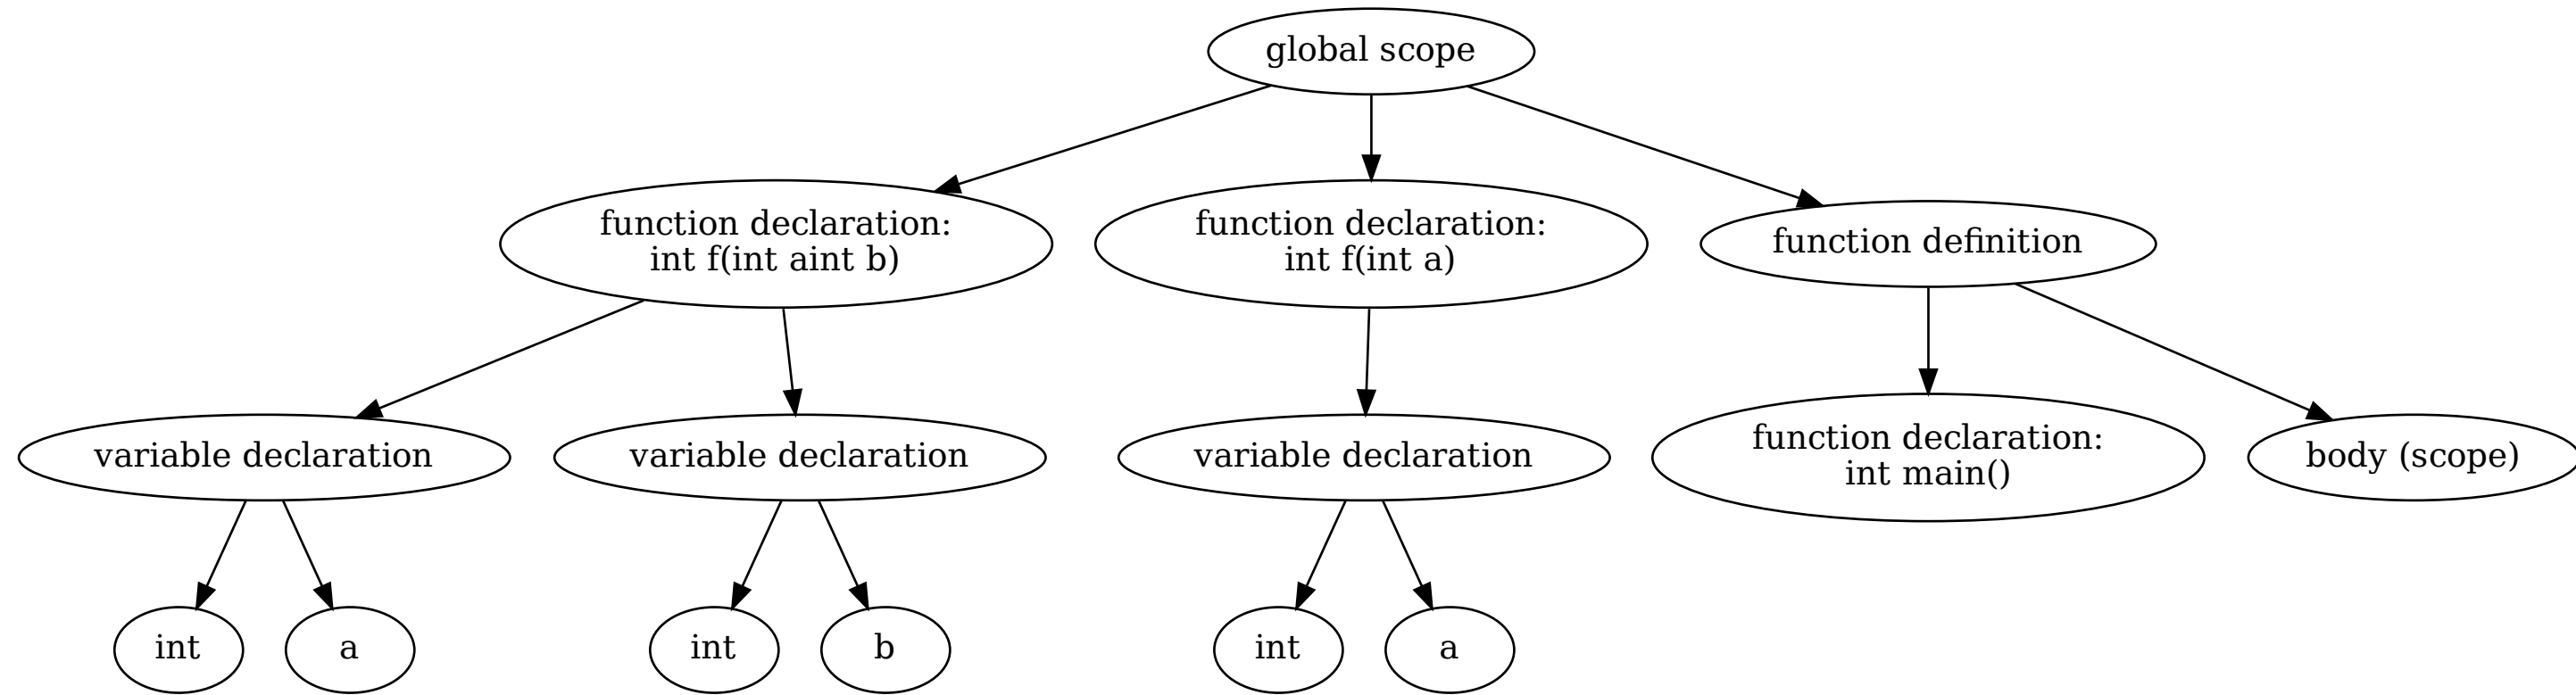 global scope
function declaration:
int f(int aint b)
function declaration:
int f(int a)
function definition
variable declaration
variable declaration
variable declaration
function declaration:
int main()
body (scope)
int
a
int
b
int
a